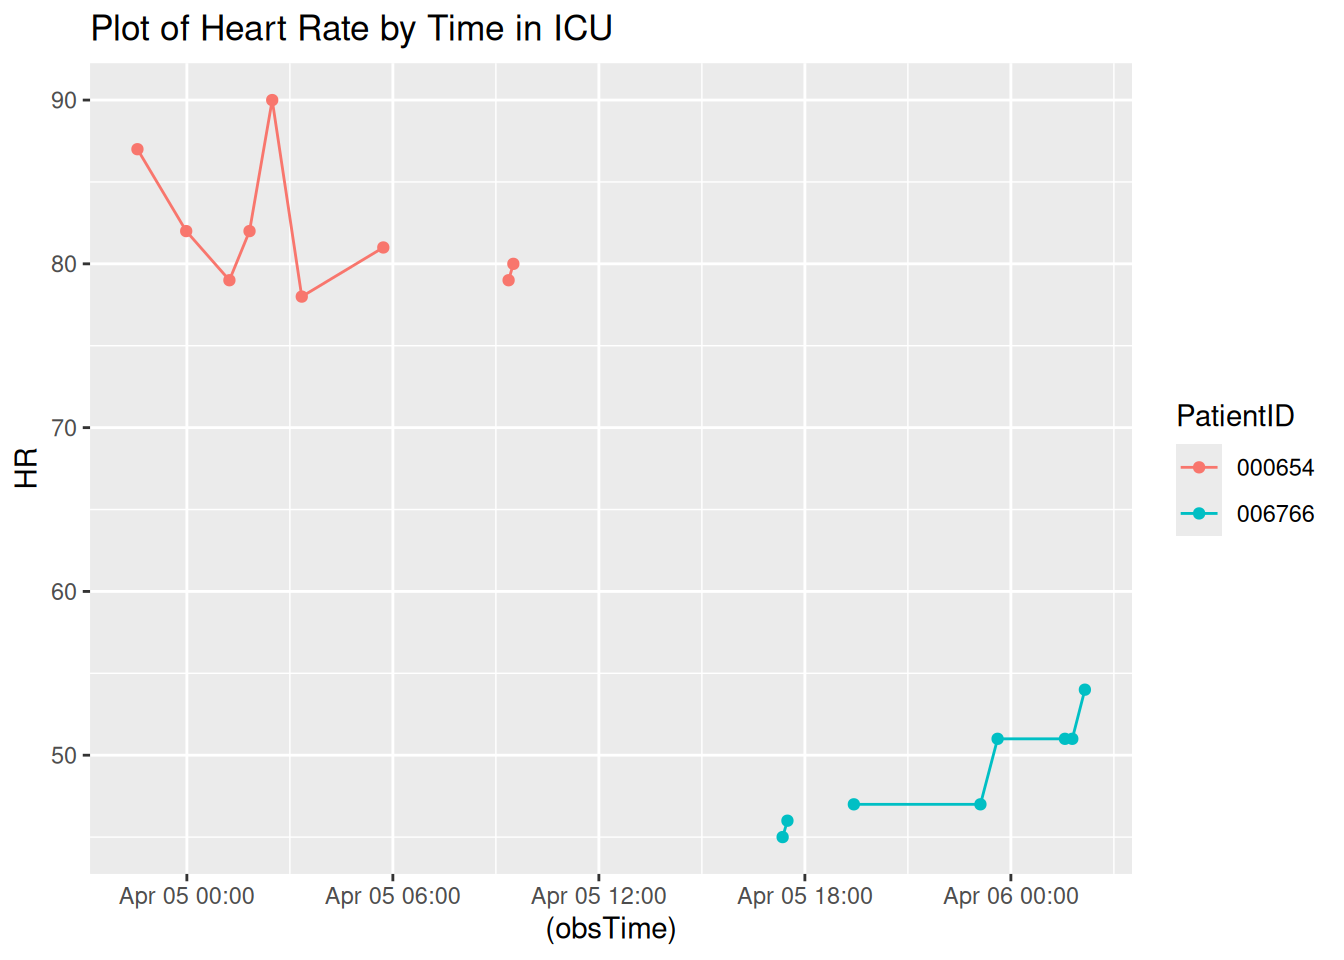 Plot of Heart Rate by Time in ICU
90
80
70
60
50
HR
Apr 05 00:00
Apr 05 06:00
Apr 05 12:00
Apr 05 18:00
Apr 06 00:00
(obsTime)
PatientID
000654
006766